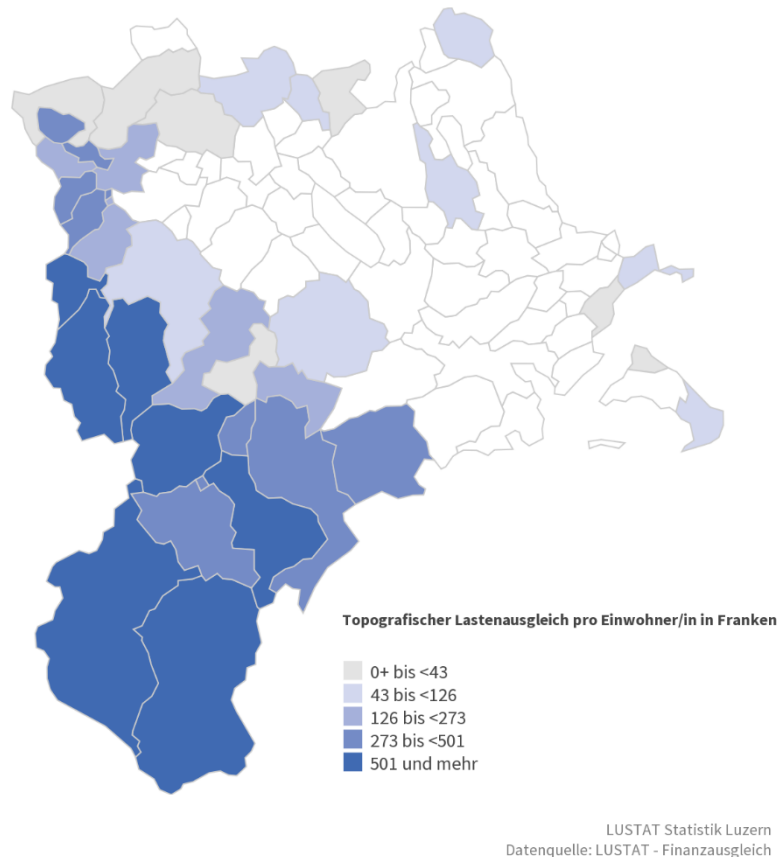 Topografischer Lastenausgleich pro Einwohner/in in Franken
0+ bis <43
43 bis <126
126 bis <273
273 bis <501
501 und mehr
LUSTAT Statistik Luzern
Datenquelle: LUSTAT - Finanzausgleich